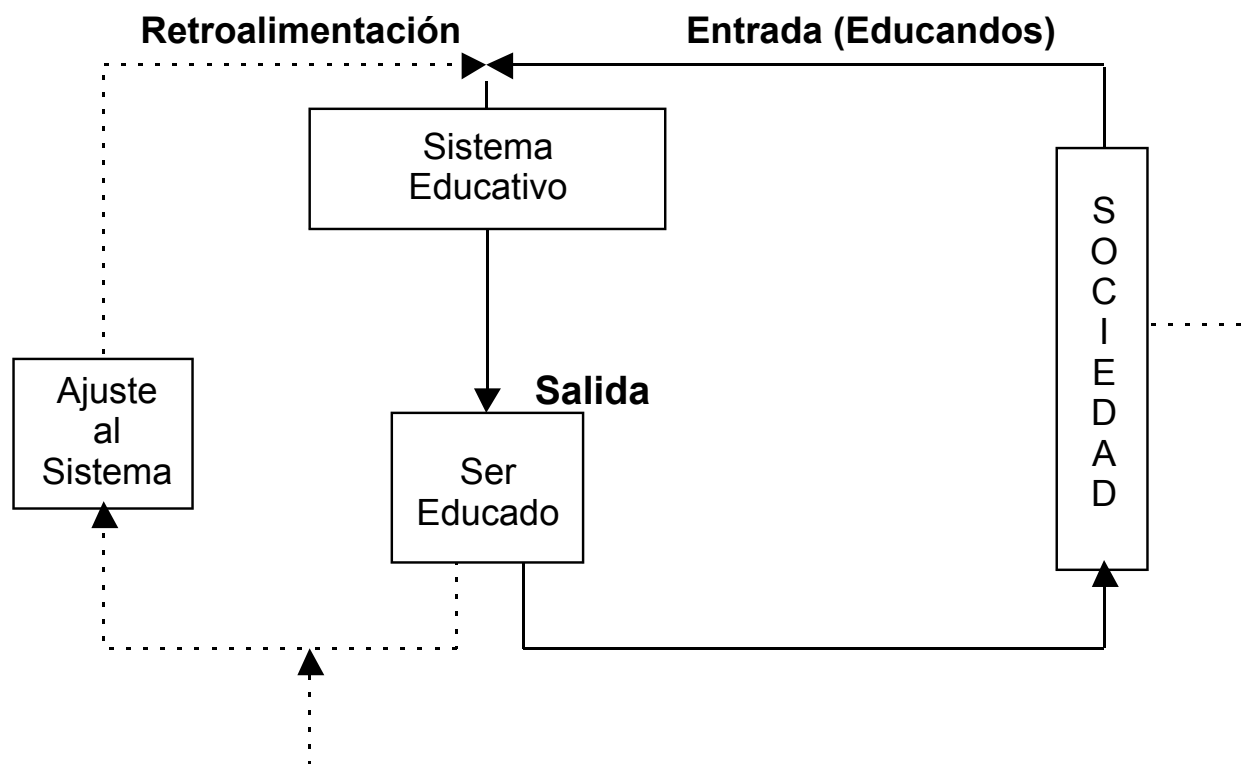 Retroalimentación
Entrada (Educandos)
Sistema
Educativo
S
O
C
I
E
D
A
D
Ajuste
al
Sistema
Salida
Ser
Educado